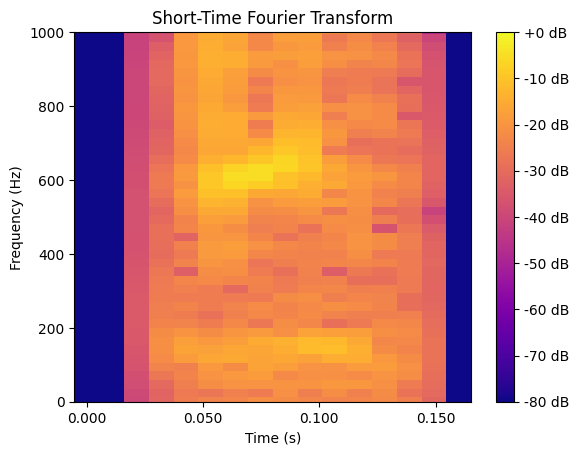 Short-Time Fourier Transform
Frequency (Hz)
1000
800
600
400
200
0
0.000
0.050
0.100
0.150
Time (s)
+0 dB
-10 dB
-20 dB
-30 dB
-40 dB
-50 dB
-60 dB
-70 dB
-80 dB